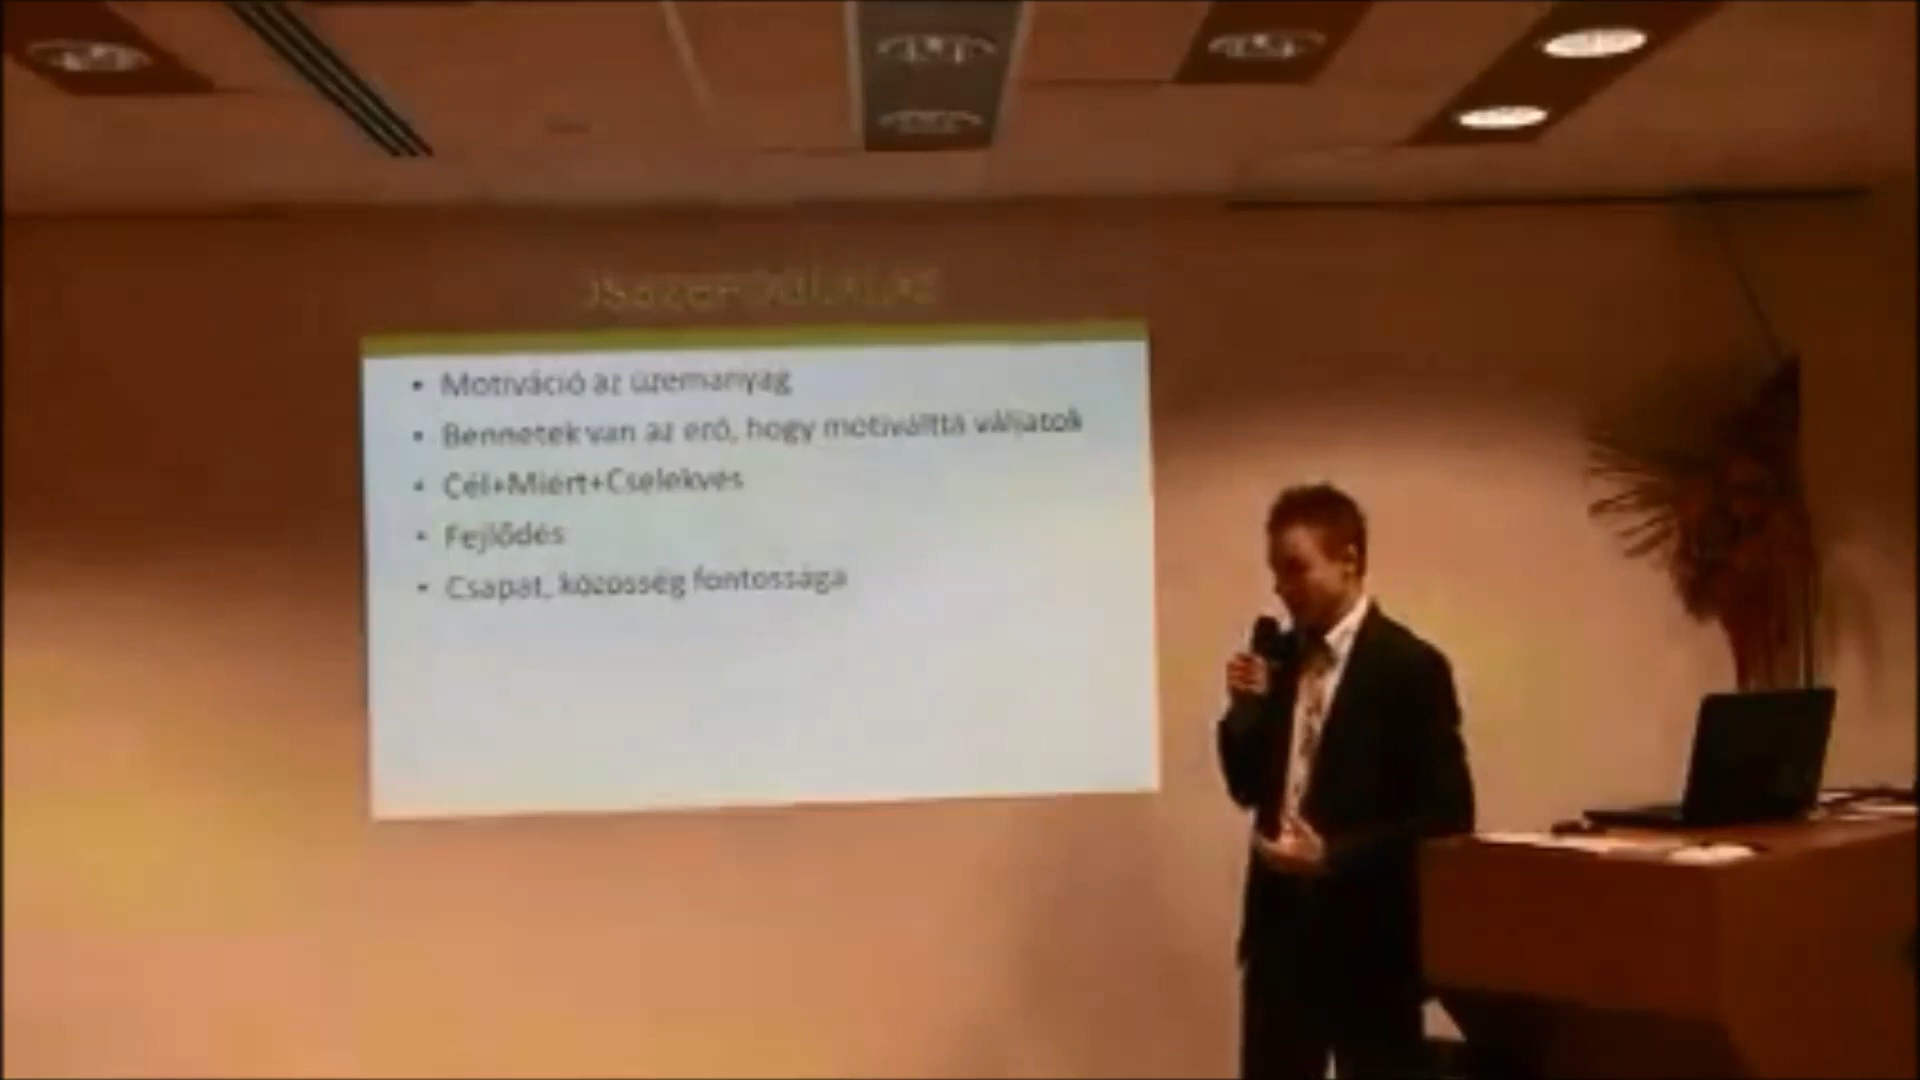 Motiváció az üzemanyag
Bennetek van az erő, hogy motiválttá váljatok
Cél+Miért+Cselekvés
Fejlődés
Csapat, közösség fontossága